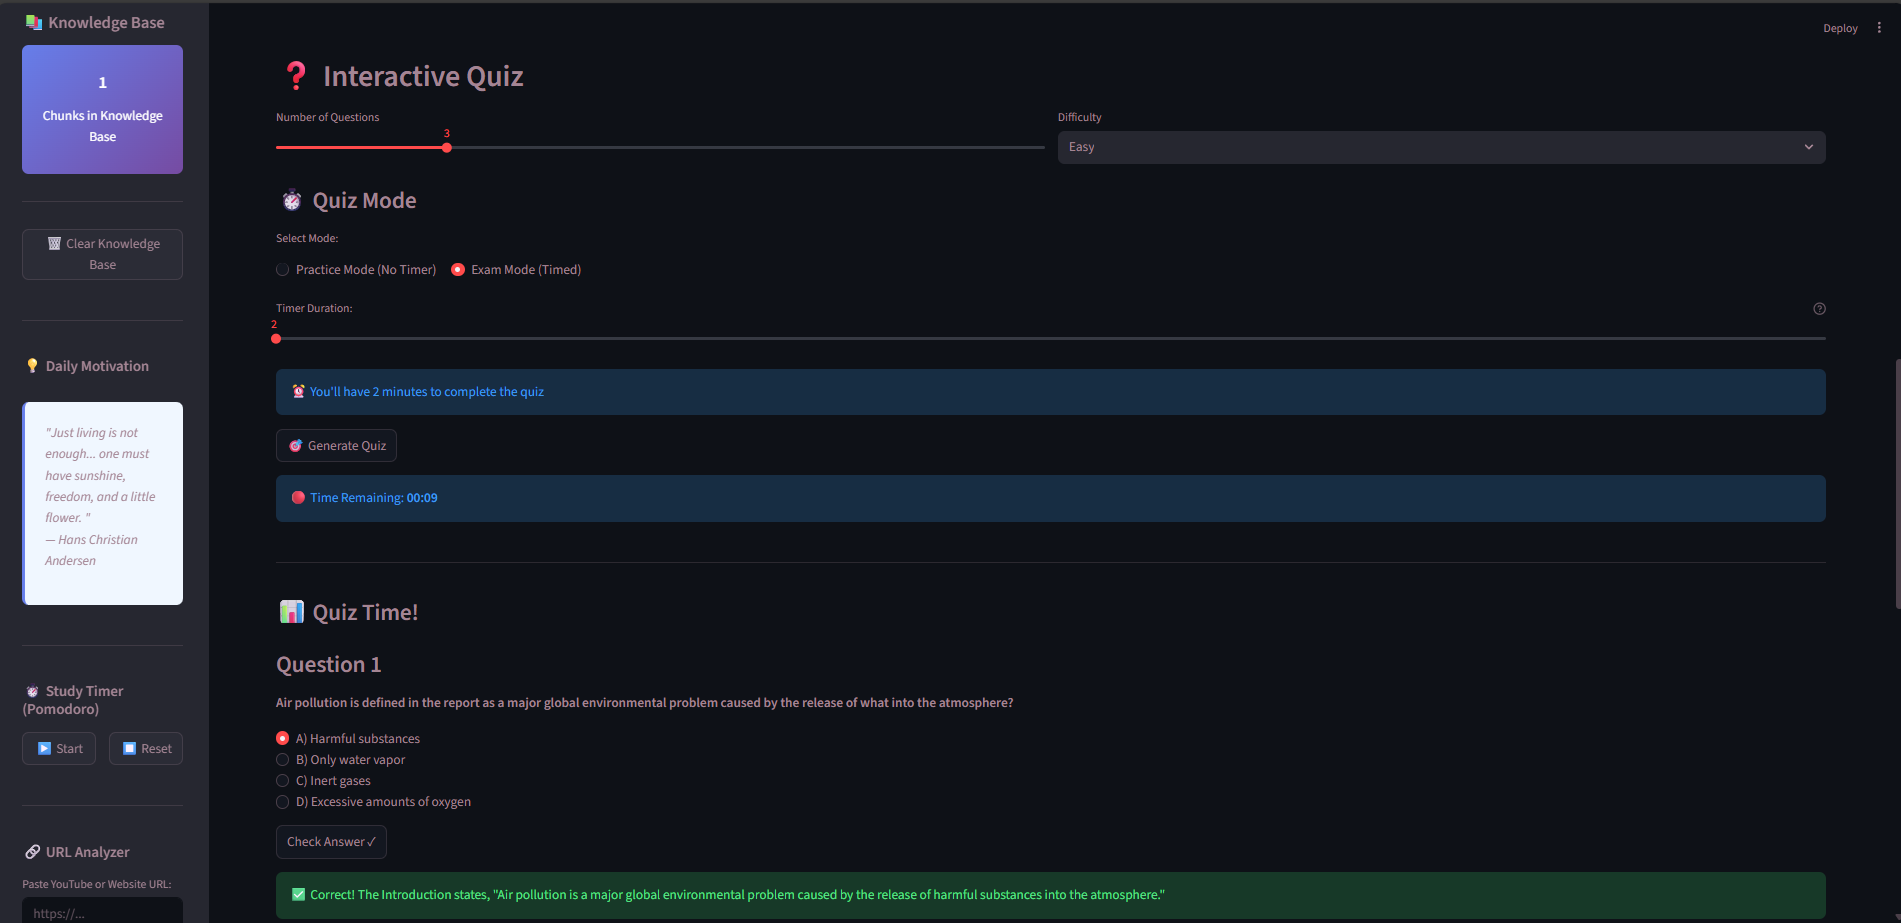 Knowledge Base
1
Chunks in Knowledge
Base
Clear Knowledge
Base
Daily Motivation
"Just living is not
enough... one must
have sunshine,
freedom, and a little
flower. "
— Hans Christian
Andersen
Study Timer
(Pomodoro)
Start
Reset
URL Analyzer
Paste YouTube or Website URL:
https://...
Deploy
Interactive Quiz
Number of Questions
3
Difficulty
Easy
Quiz Mode
Select Mode:
Practice Mode (No Timer)
Exam Mode (Timed)
Timer Duration:
2
You'll have 2 minutes to complete the quiz
Generate Quiz
Time Remaining: 00:09
Quiz Time!
Question 1
Air pollution is defined in the report as a major global environmental problem caused by the release of what into the atmosphere?
A) Harmful substances
B) Only water vapor
C) Inert gases
D) Excessive amounts of oxygen
Check Answer ✓
Correct! The Introduction states, "Air pollution is a major global environmental problem caused by the release of harmful substances into the atmosphere."